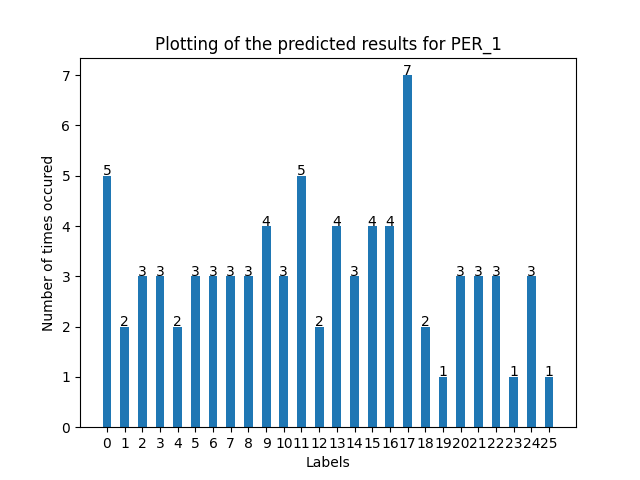 Plotting of the predicted results for PER_1
7
6
5
4
3
2
1
0
Number of times occured
5 2 3 3 2 3 3 3 3 4 3 5 2 4 3 4 4 7 2 1 3 3 3 1 3 1
0 1 2 3 4 5 6 7 8 9 10 11 12 13 14 15 16 17 18 19 20 21 22 23 24 25
Labels